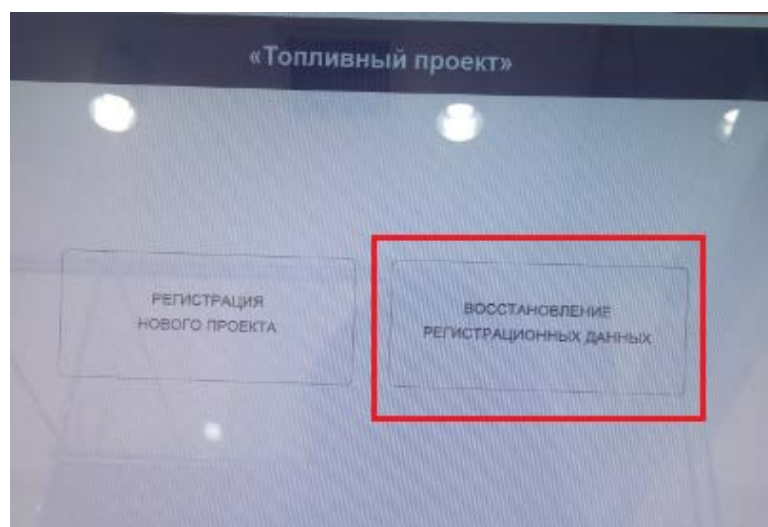 «Топливный проект»
РЕГИСТРАЦИЯ
НОВОГО ПРОЕКТА
ВОССТАНОВЛЕНИЕ
РЕГИСТРАЦИОННЫХ ДАННЫХ